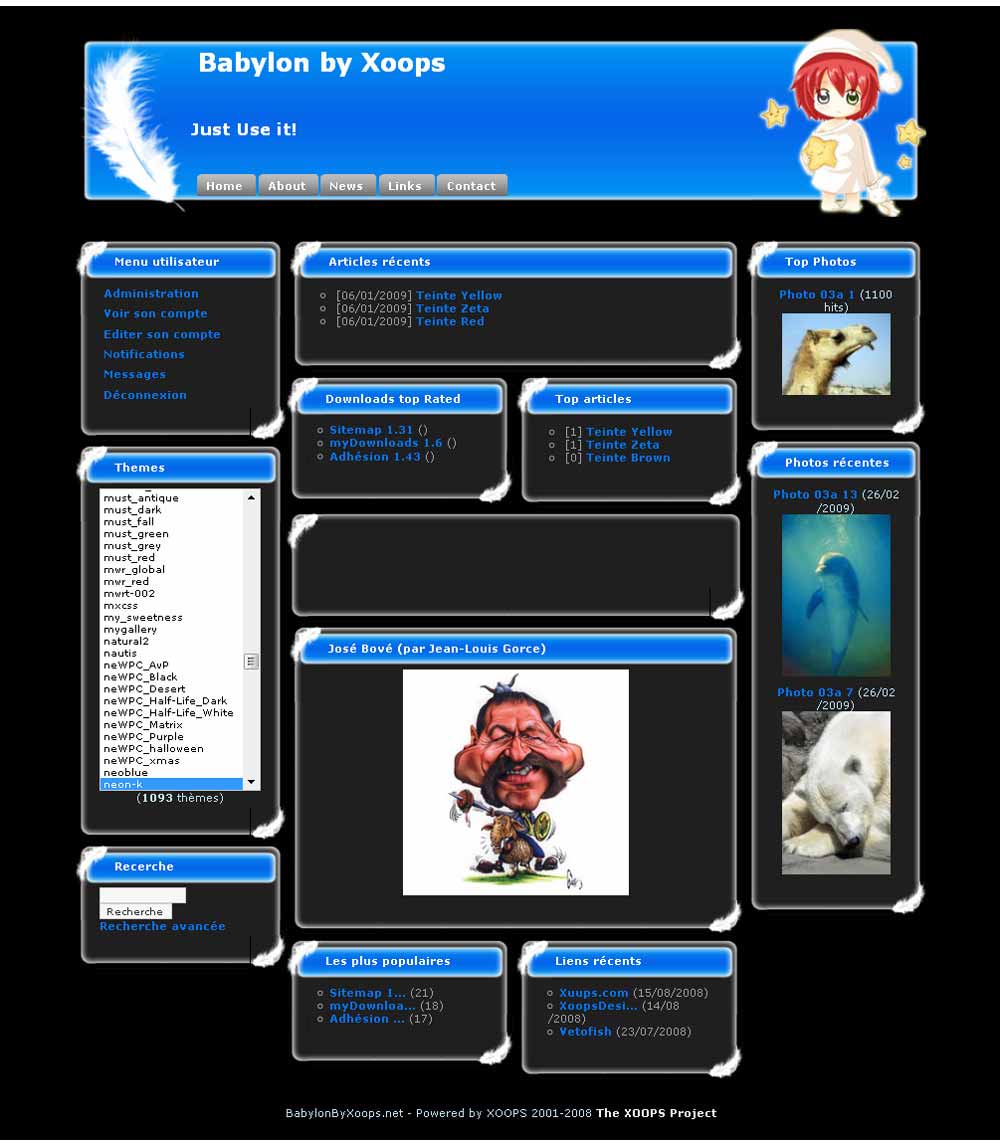 Babylon by Xoops
Just Use it!
Home About News Links Contact
Menu utilisateur
Administration
Voir son compte
Editer son compte
Notifications
Messages
Déconnexion
Themes
must_antique
must_dark
must_fall
must_green
must_grey
must_red
mwr_global
mwr_red
mwrt-002
mxcss
my_sweetness
mygallery
natural2
nautis
neWPC_AvP
neWPC_Black
neWPC_Desert
neWPC_Half-Life_Dark
neWPC_Half-Life_White
neWPC_Matrix
neWPC_Purple
neWPC_halloween
neWPC_xmas
neoblue
neon-k
(1093 thèmes)
Recerche
Recherche
Recherche avancée
Articles récents
[06/01/2009] Teinte Yellow
[06/01/2009] Teinte Zeta
[06/01/2009] Teinte Red
Downloads top Rated
Sitemap 1.31 ()
myDownloads 1.6 ()
Adhésion 1.43 ()
Top articles
[1] Teinte Yellow
[1] Teinte Zeta
[0] Teinte Brown
José Bové (par Jean-Louis Gorce)
Les plus populaires
Sitemap 1... (21)
myDownloa... (18)
Adhésion ... (17)
Liens récents
Xuups.com (15/08/2008)
XoopsDesi... (14/08
/2008)
Vetofish (23/07/2008)
Top Photos
Photo 03a 1 (1100
hits)
Photos récentes
Photo 03a 13 (26/02
/2009)
Photo 03a 7 (26/02
/2009)
BabylonByXoops.net - Powered by XOOPS 2001-2008 The XOOPS Project